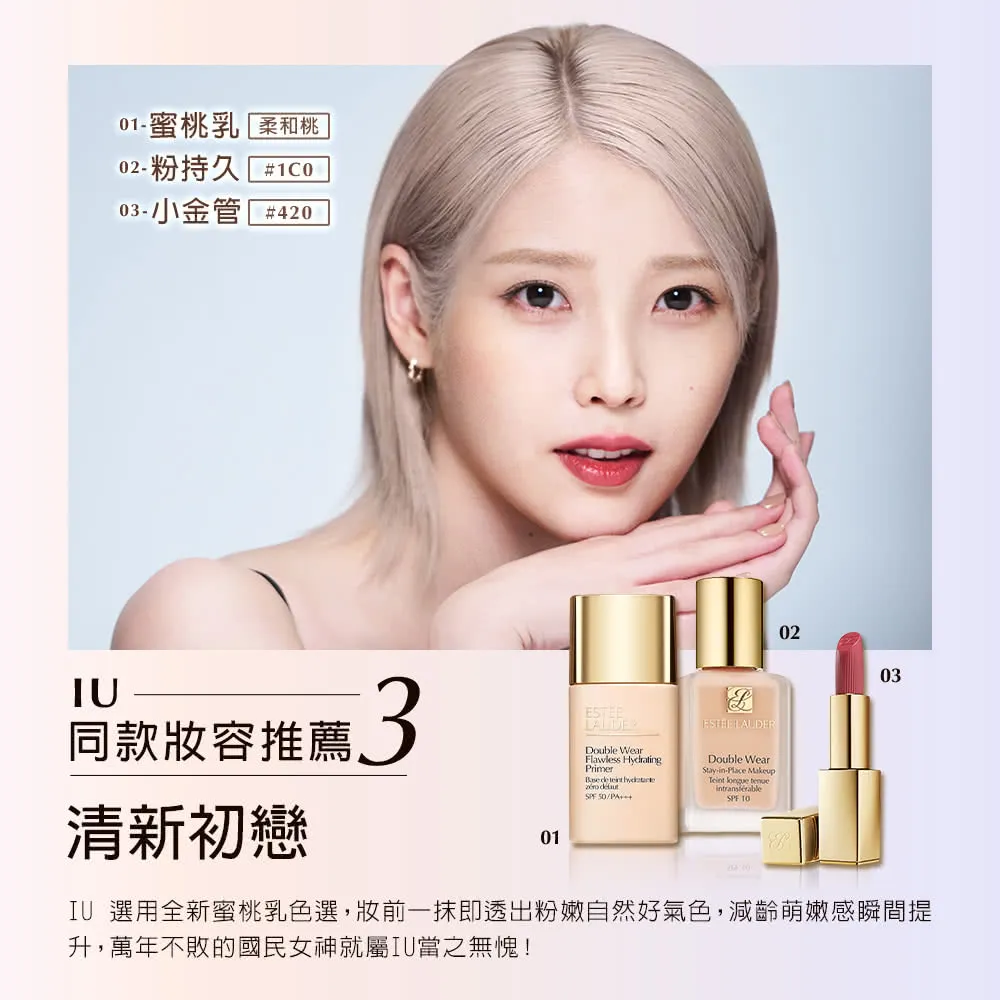 01-蜜桃乳 柔和桃
02-粉持久 #1C0
03-小金管 #420
02
03
01
ESTĒE
LAUDER
Double Wear
Flawless Hydrating
Primer
Base de teint hydratante
zéro défaut
SPF 50/PA+++
ESTĒE LAUDER
Double Wear
Stay-in-Place Makeup
Teint longue tenue
intransférable
SPF 10
IU
同款妝容推薦3
清新初戀
IU 選用全新蜜桃乳色選,妝前一抹即透出粉嫩自然好氣色,減齡萌嫩感瞬間提
升,萬年不敗的國民女神就屬IU當之無愧!